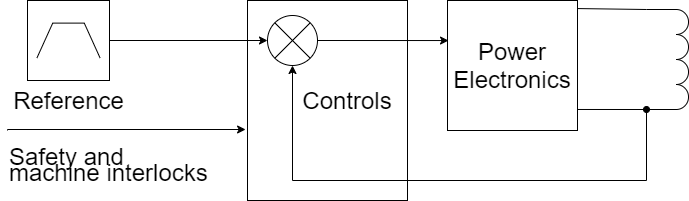 Power
Electronics
Reference
Controls
Safety and
machine interlocks